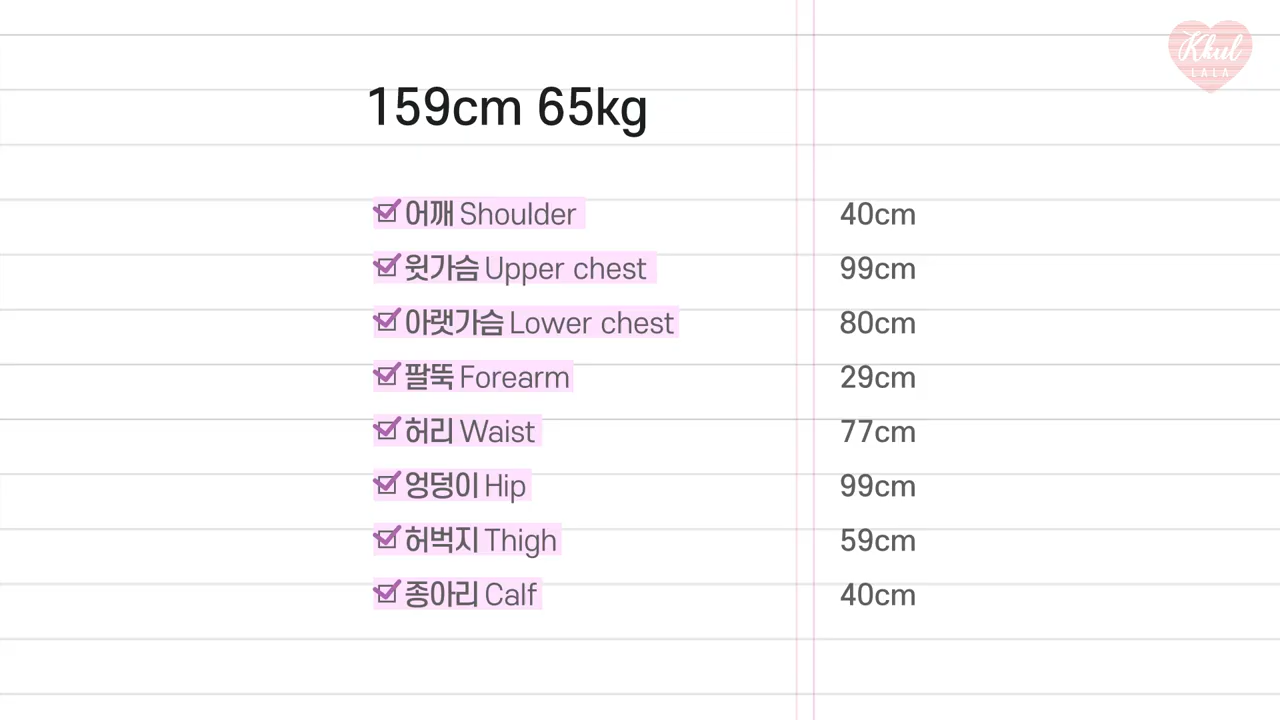 Kkul
LALA
159cm 65kg
어깨 Shoulder 40cm
윗가슴 Upper chest 99cm
아랫가슴 Lower chest 80cm
팔뚝 Forearm 29cm
허리 Waist 77cm
엉덩이 Hip 99cm
허벅지 Thigh 59cm
종아리 Calf 40cm